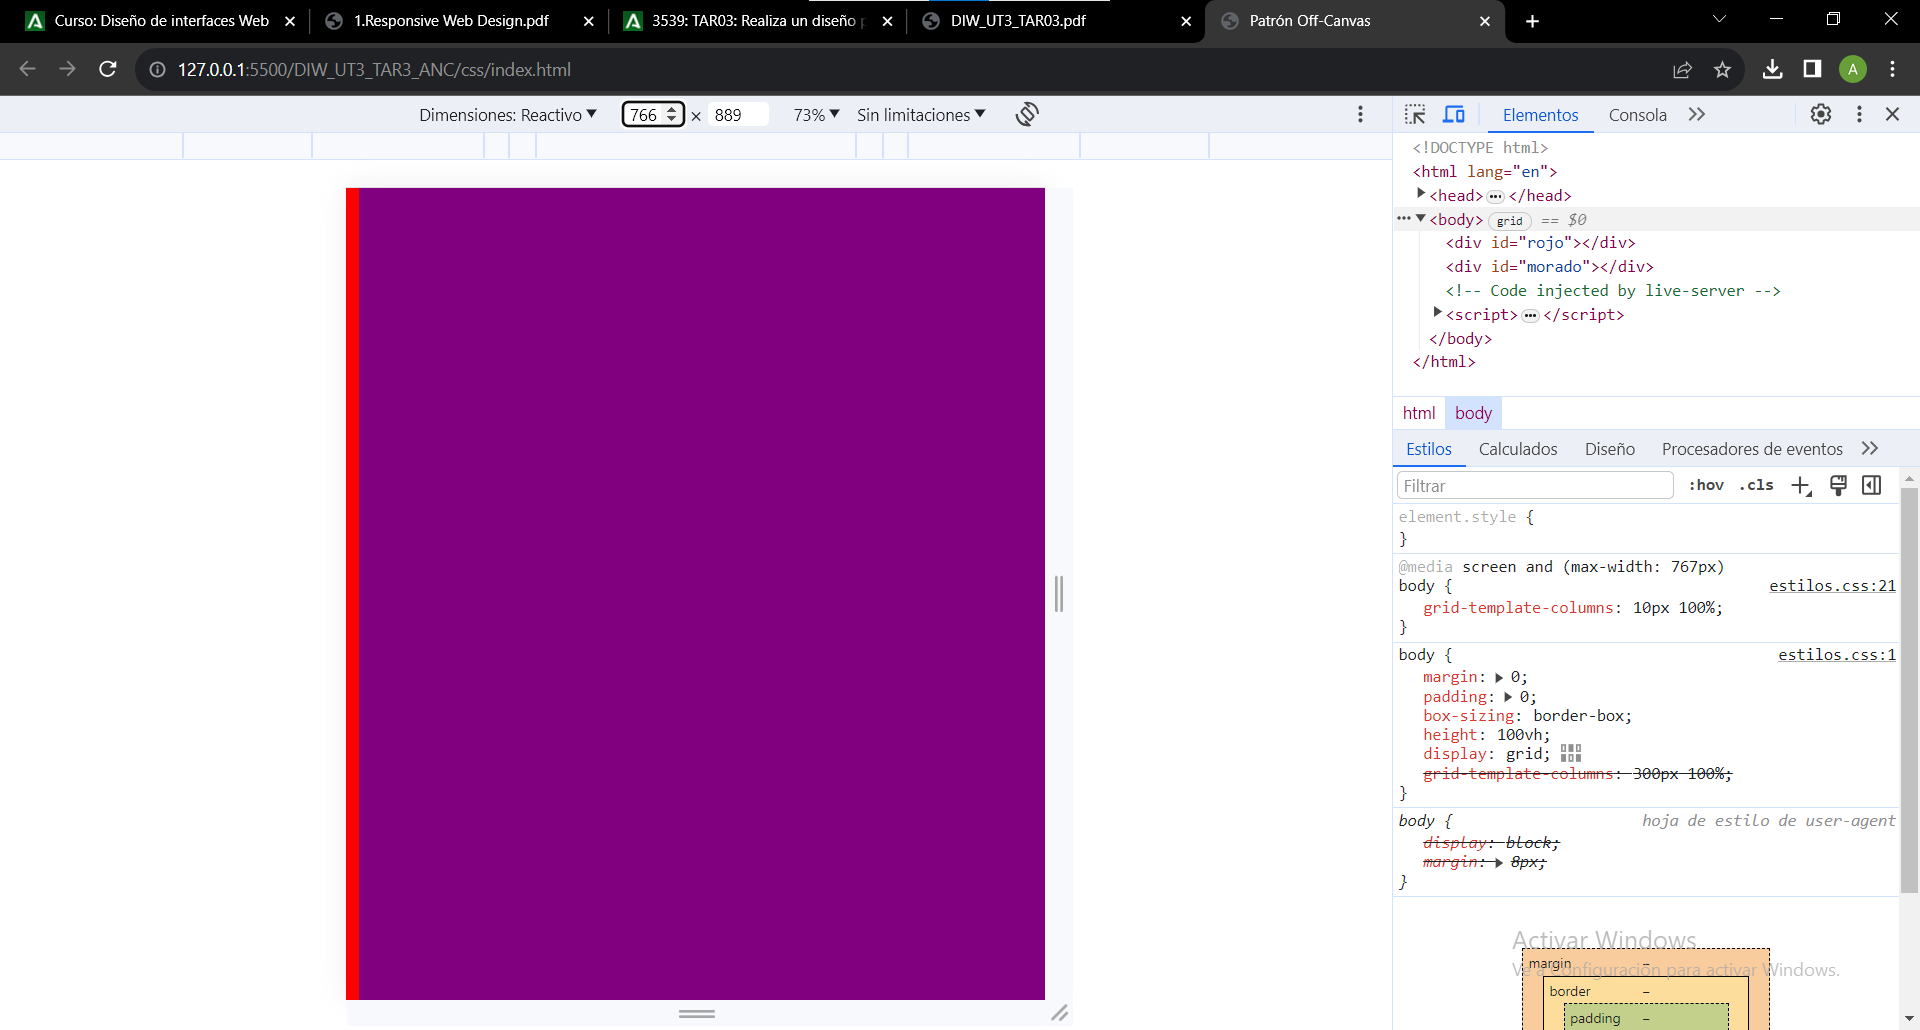 Curso: Diseño de interfaces Web
1.Responsive Web Design.pdf
3539: TAR03: Realiza un diseño
DIW_UT3_TAR03.pdf
Patrón Off-Canvas
127.0.0.1:5500/DIW_UT3_TAR3_ANC/css/index.html
A
Dimensiones: Reactivo
766 × 889
73%
Sin limitaciones
Elementos
Consola
<!DOCTYPE html>
<html lang="en">
<head> ••• </head>
••• <body> grid == $0
<div id="rojo"></div>
<div id="morado"></div>
<!-- Code injected by live-server -->
<script> ••• </script>
</body>
</html>
html body
Estilos Calculados Diseño Procesadores de eventos
Filtrar
:hov .cls
element.style {
}
@media screen and (max-width: 767px)
body { estilos.css:21
grid-template-columns: 10px 100%;
}
body { estilos.css:1
margin: 0;
padding: 0;
box-sizing: border-box;
height: 100vh;
display: grid;
grid-template-columns: 300px 100%;
}
body { hoja de estilo de user-agent
display: block;
margin: 8px;
}
Activar Windows
Ve a Configuración para activar Windows.
margin –
border –
padding –